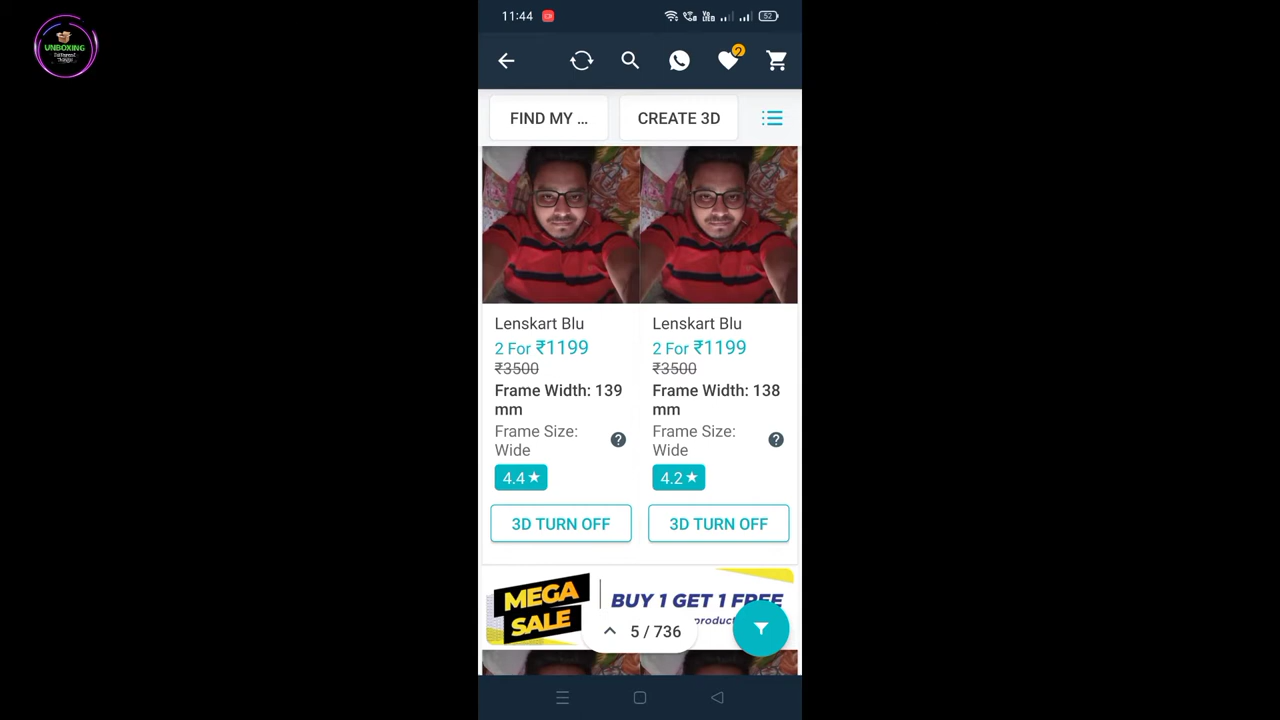 UNBOXING
11:44
52
2
FIND MY ...
CREATE 3D
Lenskart Blu
2 For ₹1199
₹3500
Frame Width: 139
mm
Frame Size:
Wide
4.4 ★
3D TURN OFF
Lenskart Blu
2 For ₹1199
₹3500
Frame Width: 138
mm
Frame Size:
Wide
4.2 ★
3D TURN OFF
MEGA
SALE
BUY 1 GET 1 FREE
5 / 736